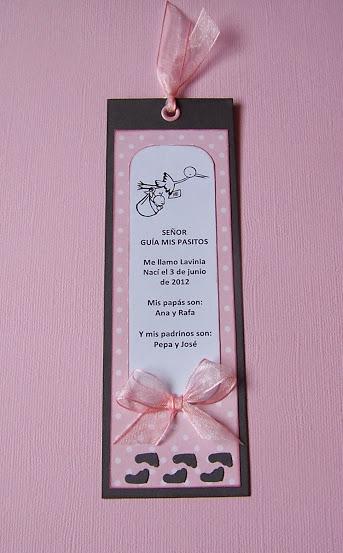 SEÑOR
GUÍA MIS PASITOS
Me llamo Lavinia
Nací el 3 de junio
de 2012
Mis papás son:
Ana y Rafa
Y mis padrinos son:
Pepa y José